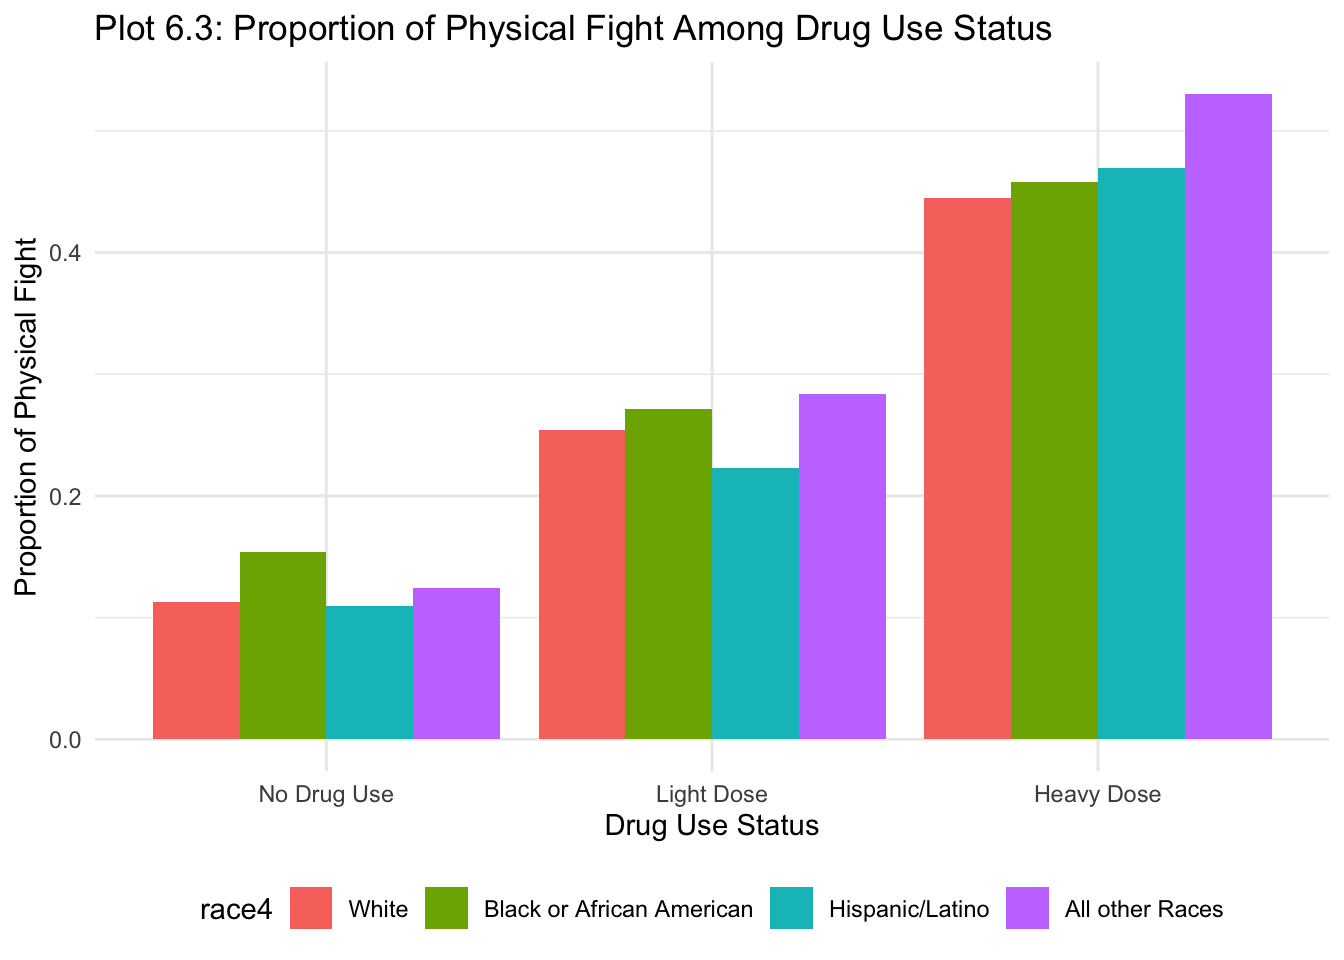 Plot 6.3: Proportion of Physical Fight Among Drug Use Status
Proportion of Physical Fight
0.4
0.2
0.0
No Drug Use Light Dose Heavy Dose
Drug Use Status
race4 White Black or African American Hispanic/Latino All other Races